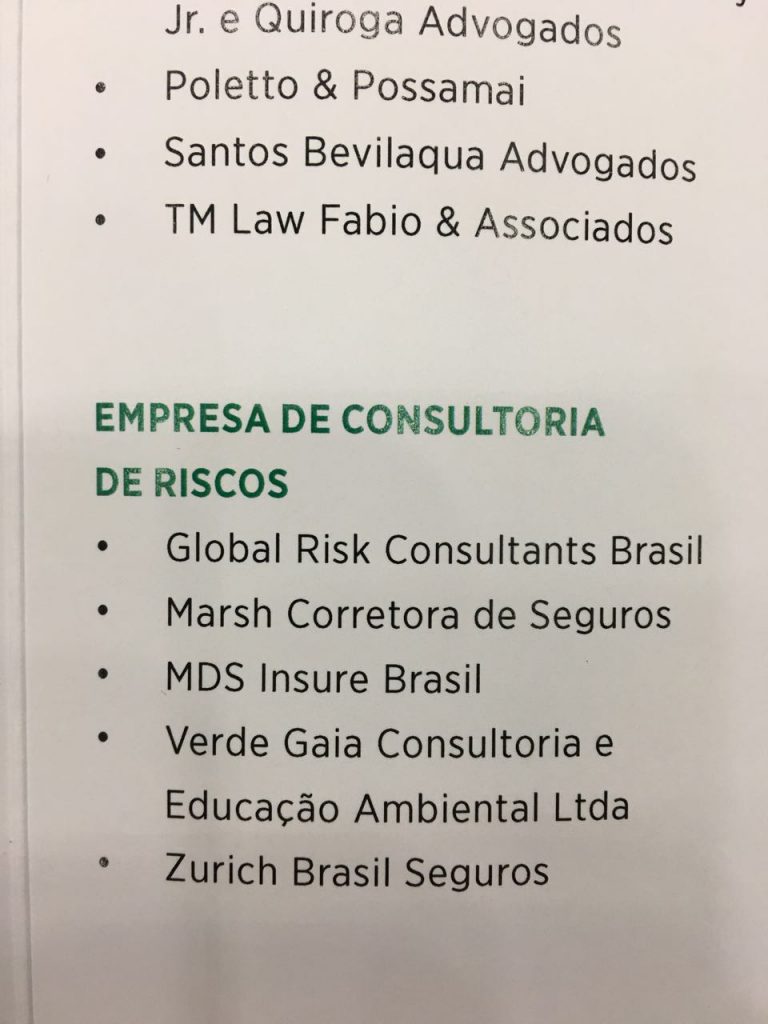 Jr. e Quiroga Advogados
• Poletto & Possamai
• Santos Bevilaqua Advogados
• TM Law Fabio & Associados
EMPRESA DE CONSULTORIA
DE RISCOS
• Global Risk Consultants Brasil
• Marsh Corretora de Seguros
• MDS Insure Brasil
• Verde Gaia Consultoria e
Educação Ambiental Ltda
• Zurich Brasil Seguros